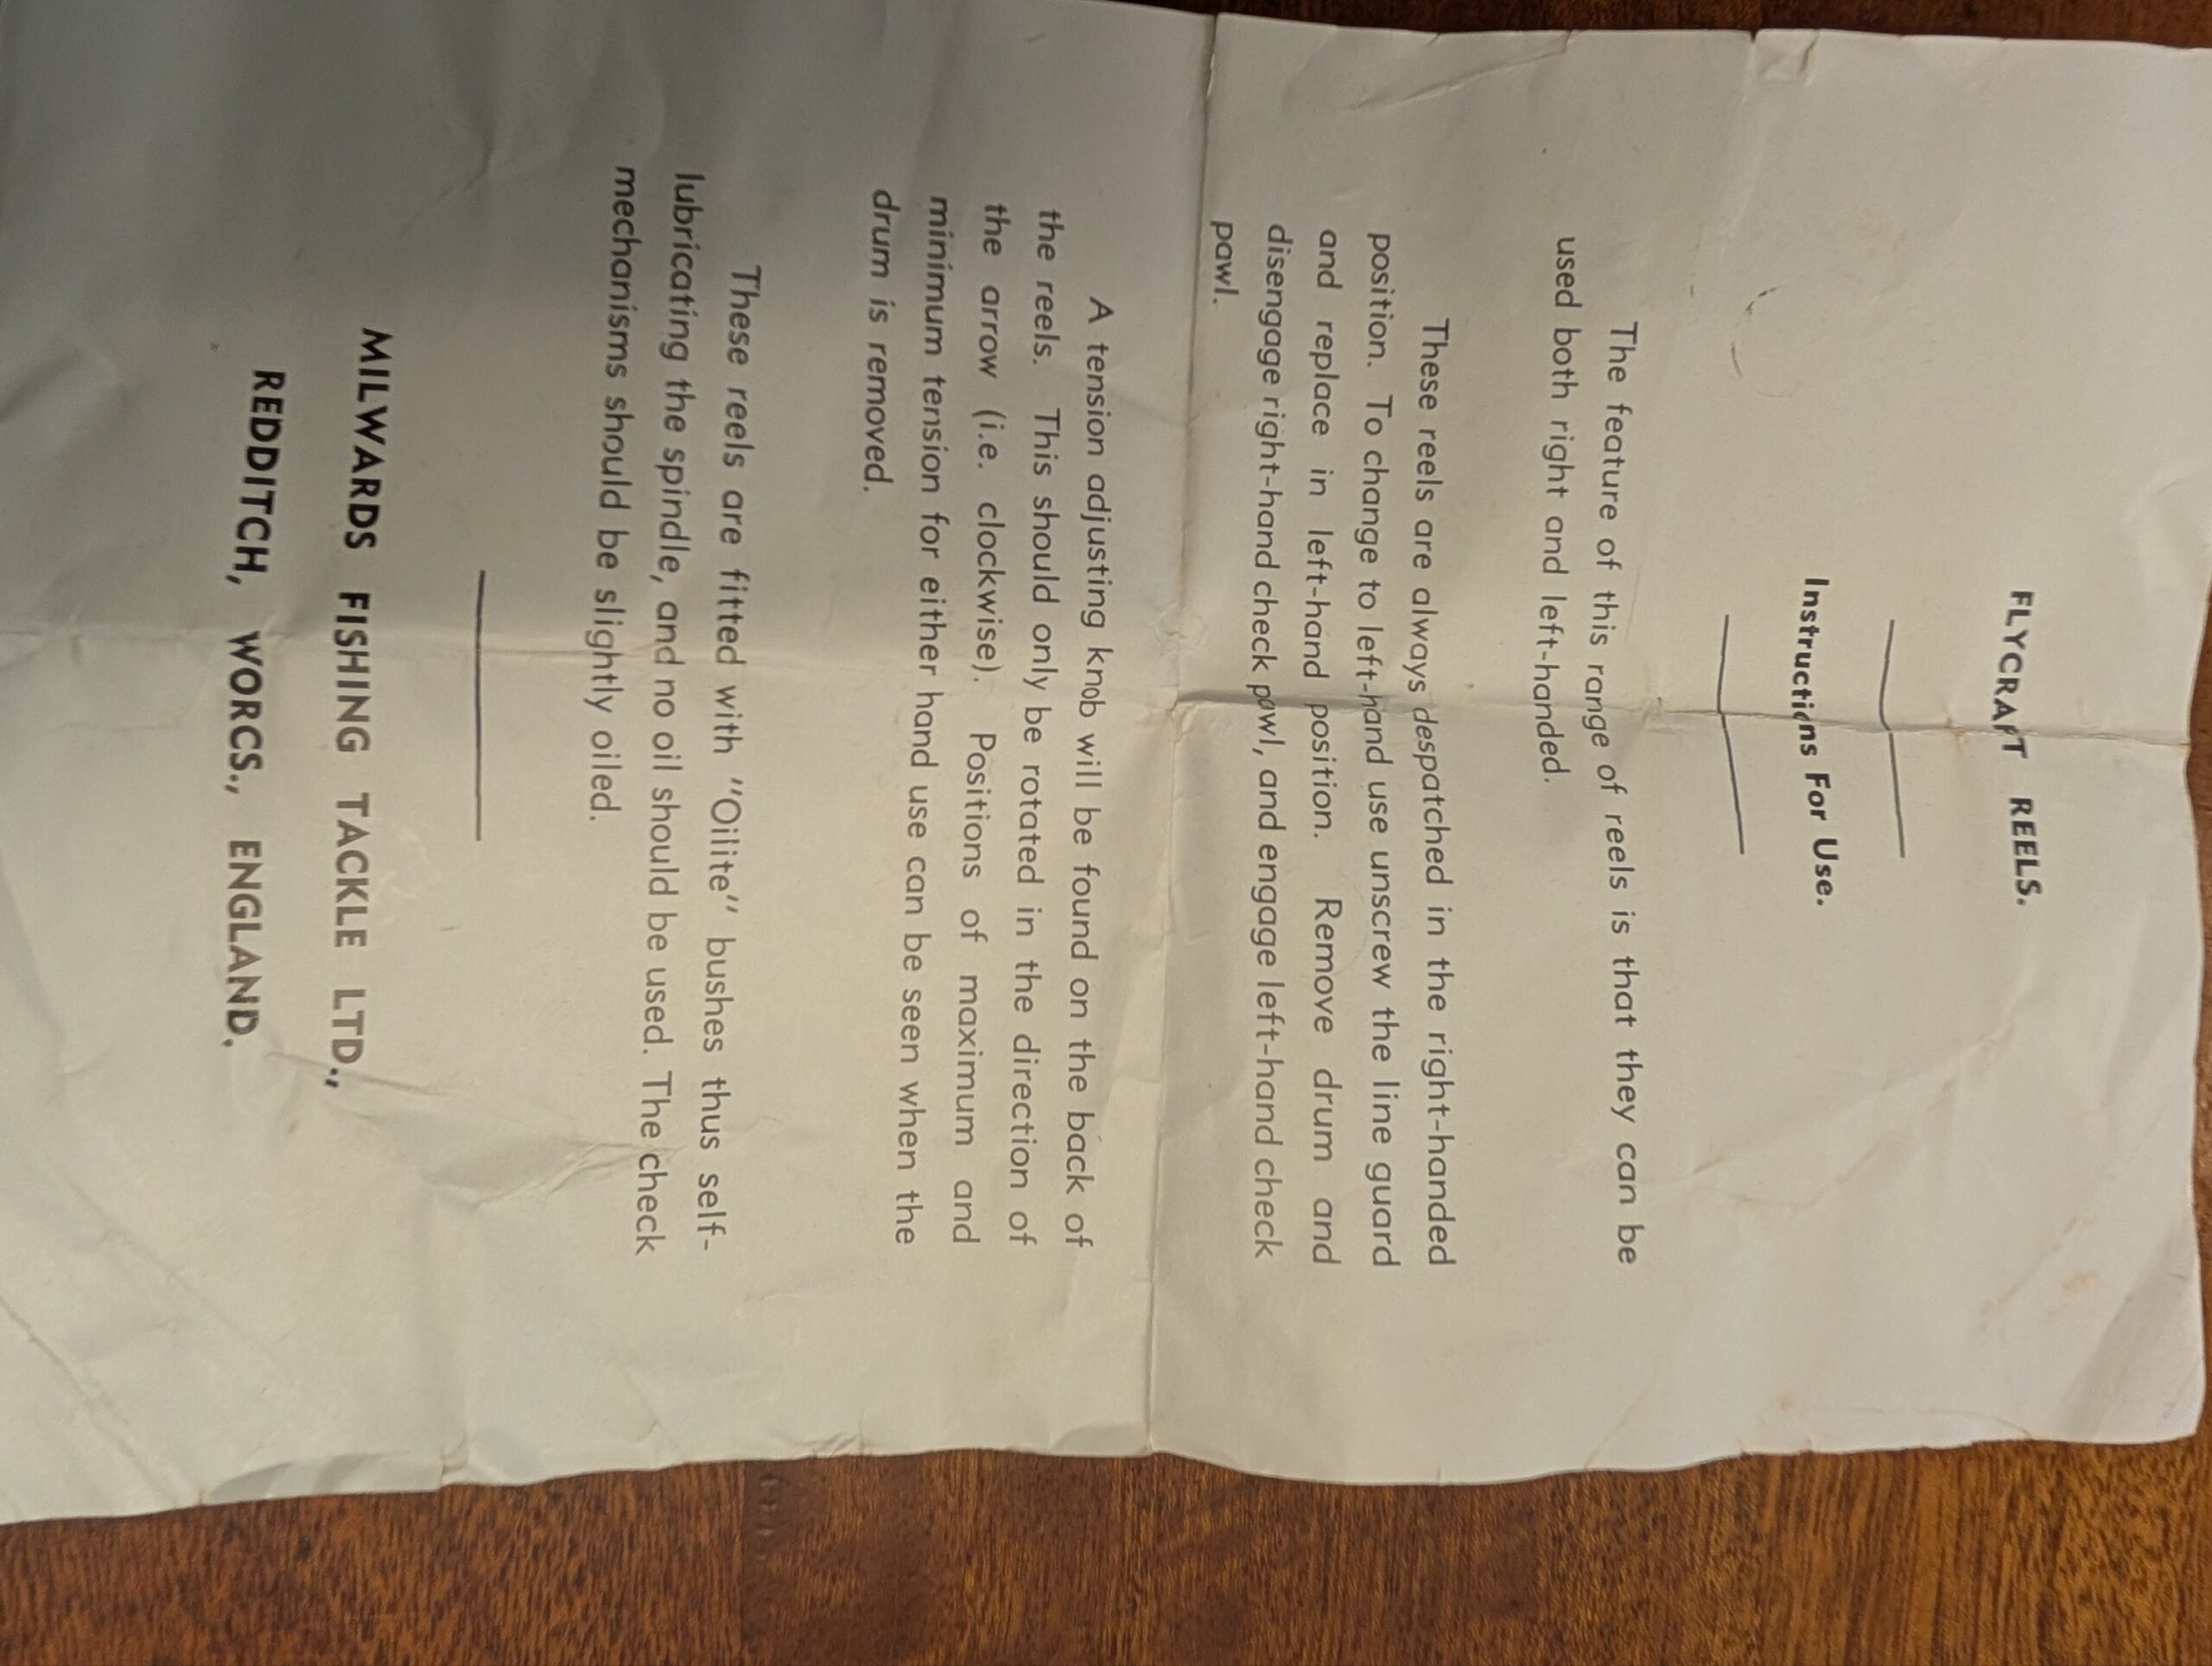 FLYCRAFT REELS.
Instructions For Use.
The feature of this range of reels is that they can be
used both right and left-handed.
These reels are always despatched in the right-handed
position. To change to left-hand use unscrew the line guard
and replace in left-hand position. Remove drum and
disengage right-hand check pawl, and engage left-hand check
pawl.
A tension adjusting knob will be found on the back of
the reels. This should only be rotated in the direction of
the arrow (i.e. clockwise). Positions of maximum and
minimum tension for either hand use can be seen when the
drum is removed.
These reels are fitted with "Oilite" bushes thus self-
lubricating the spindle, and no oil should be used. The check
mechanisms should be slightly oiled.
MILWARDS FISHING TACKLE LTD.,
REDDITCH, WORCS., ENGLAND.